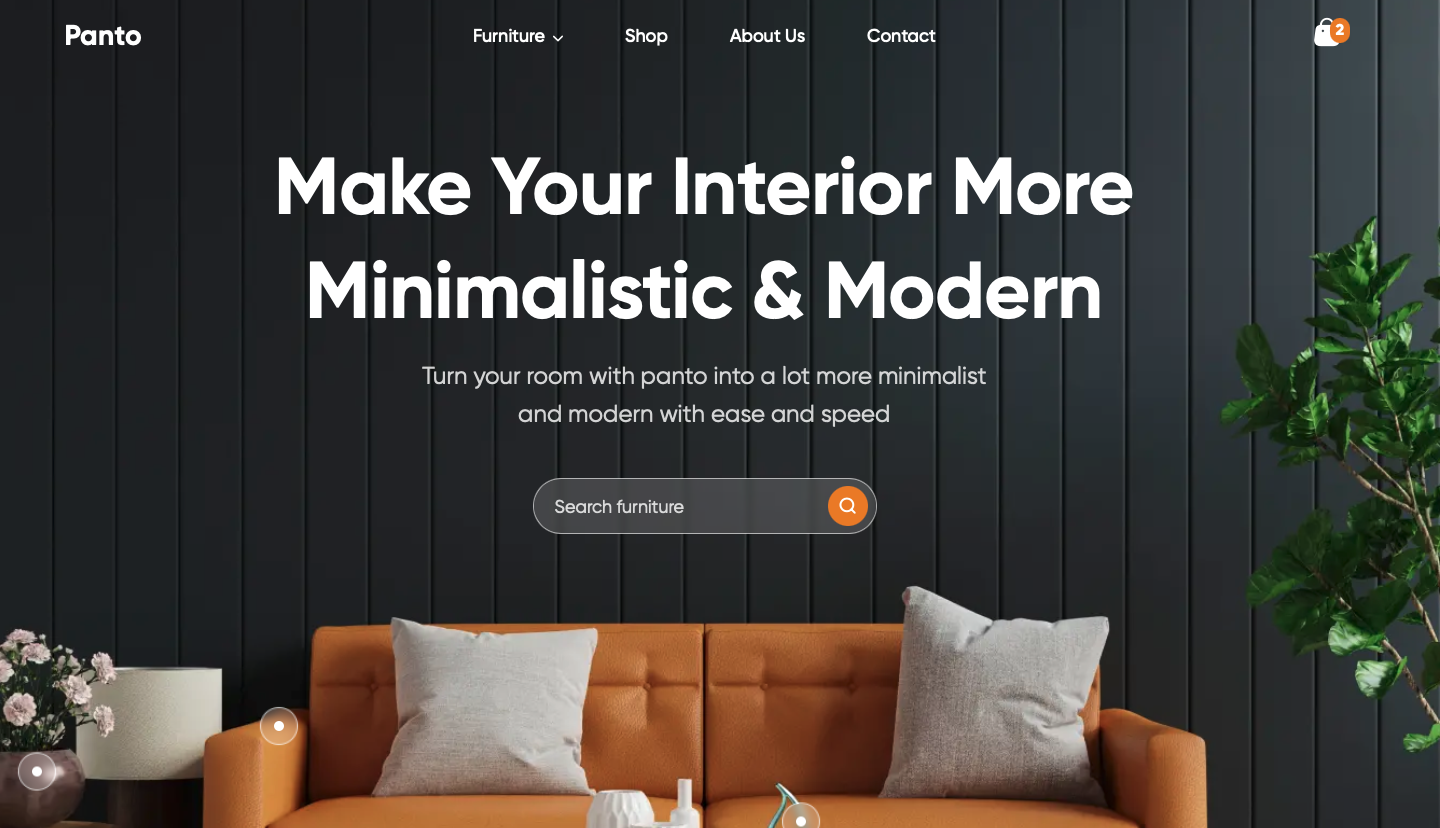 Panto
Furniture
Shop
About Us
Contact
2
Make Your Interior More
Minimalistic & Modern
Turn your room with panto into a lot more minimalist
and modern with ease and speed
Search furniture